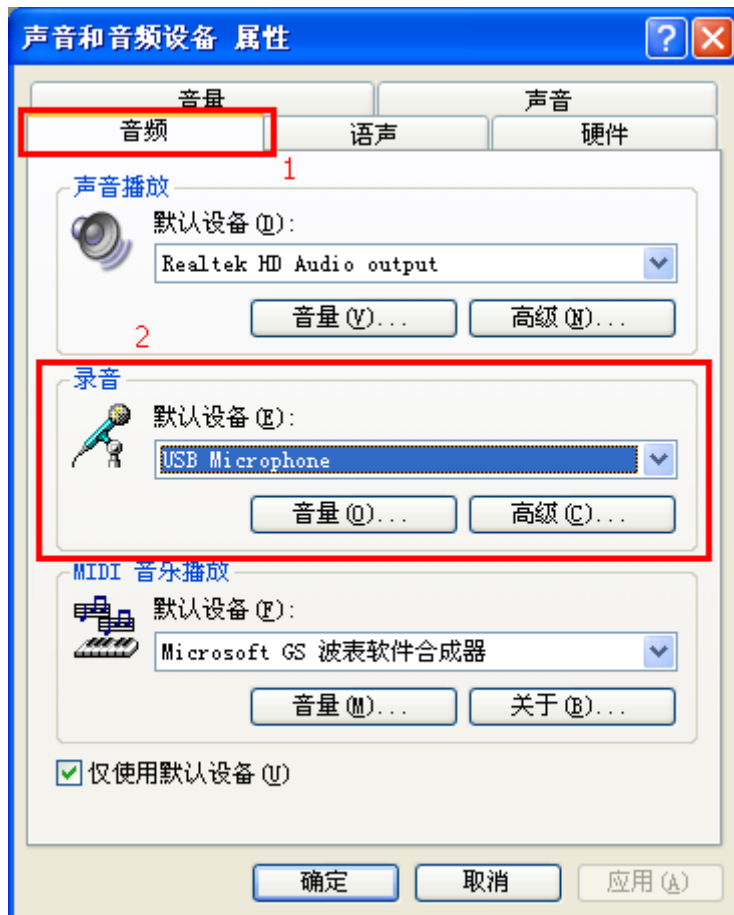 声音和音频设备 属性
音量 声音
音频 语声 硬件
1
声音播放
默认设备(D):
Realtek HD Audio output
音量(V)... 高级(N)...
2
录音
默认设备(E):
USB Microphone
音量(O)... 高级(C)...
MIDI 音乐播放
默认设备(F):
Microsoft GS 波表软件合成器
音量(M)... 关于(B)...
仅使用默认设备(U)
确定 取消 应用(A)